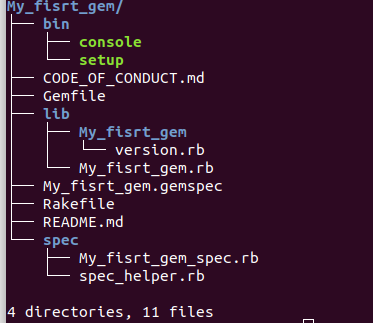 My_fisrt_gem/
├── bin
│   ├── console
│   └── setup
├── CODE_OF_CONDUCT.md
├── Gemfile
├── lib
│   ├── My_fisrt_gem
│   │   └── version.rb
│   └── My_fisrt_gem.rb
├── My_fisrt_gem.gemspec
├── Rakefile
├── README.md
└── spec
    ├── My_fisrt_gem_spec.rb
    └── spec_helper.rb
4 directories, 11 files